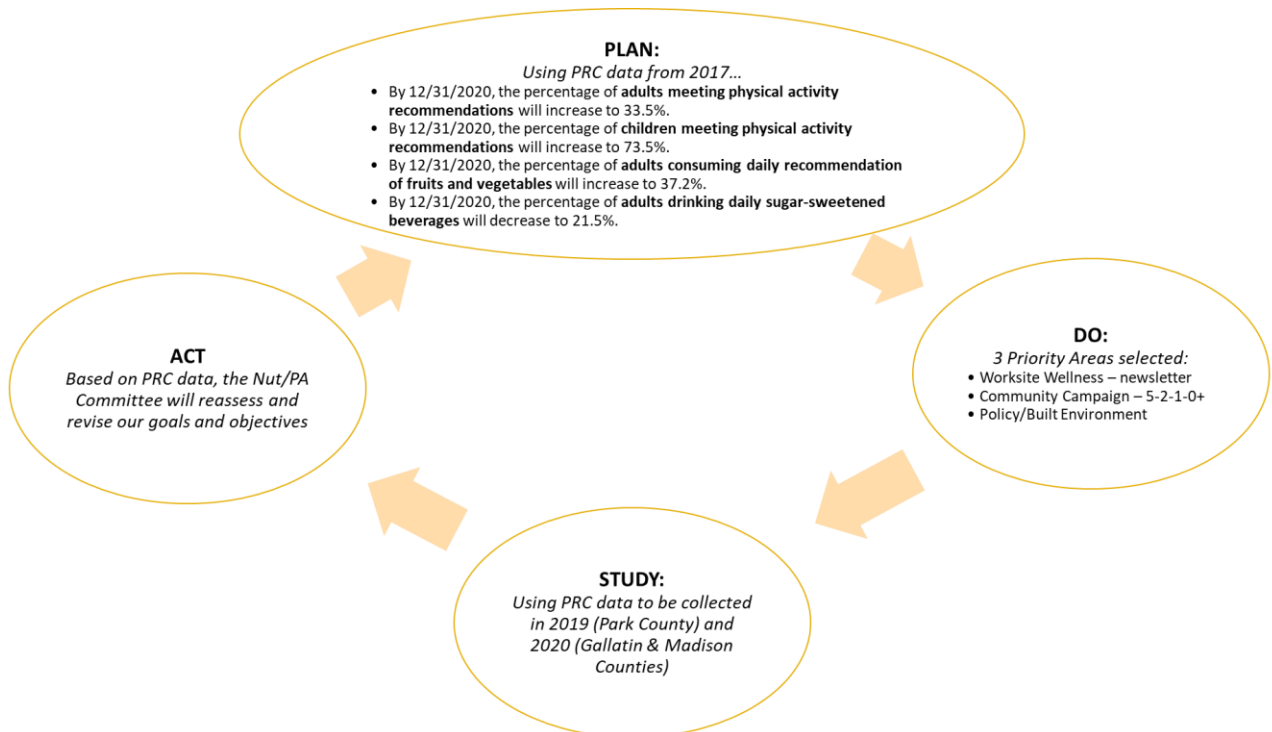 PLAN:
Using PRC data from 2017…
• By 12/31/2020, the percentage of adults meeting physical activity
recommendations will increase to 33.5%.
• By 12/31/2020, the percentage of children meeting physical activity
recommendations will increase to 73.5%.
• By 12/31/2020, the percentage of adults consuming daily recommendation
of fruits and vegetables will increase to 37.2%.
• By 12/31/2020, the percentage of adults drinking daily sugar-sweetened
beverages will decrease to 21.5%.
DO:
3 Priority Areas selected:
• Worksite Wellness – newsletter
• Community Campaign – 5-2-1-0+
• Policy/Built Environment
STUDY:
Using PRC data to be collected
in 2019 (Park County) and
2020 (Gallatin & Madison
Counties)
ACT
Based on PRC data, the Nut/PA
Committee will reassess and
revise our goals and objectives